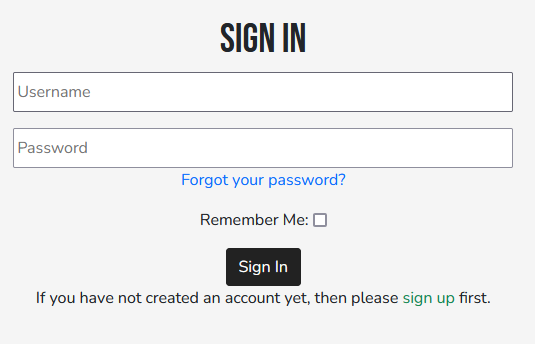 SIGN IN
Username
Password
Forgot your password?
Remember Me:
Sign In
If you have not created an account yet, then please sign up first.